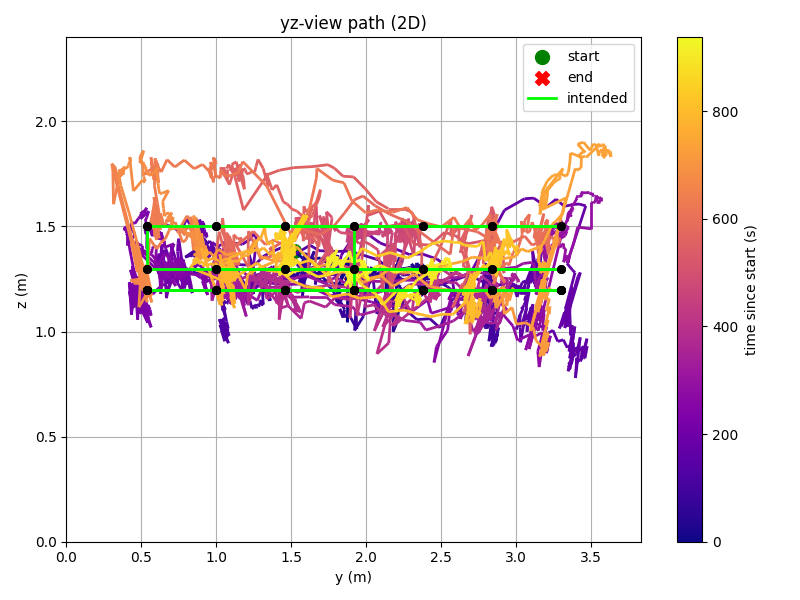 yz-view path (2D)
start
end
intended
2.0
1.5
1.0
0.5
0.0
0.0 0.5 1.0 1.5 2.0 2.5 3.0 3.5
y (m)
z (m)
800
600
400
200
0
time since start (s)